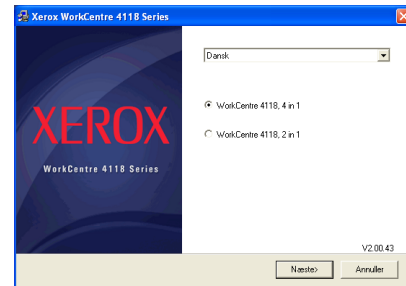 Xerox WorkCentre 4118 Series
Dansk
WorkCentre 4118, 4 in 1
WorkCentre 4118, 2 in 1
XEROX
WorkCentre 4118 Series
V2.00.43
Næste>
Annuller